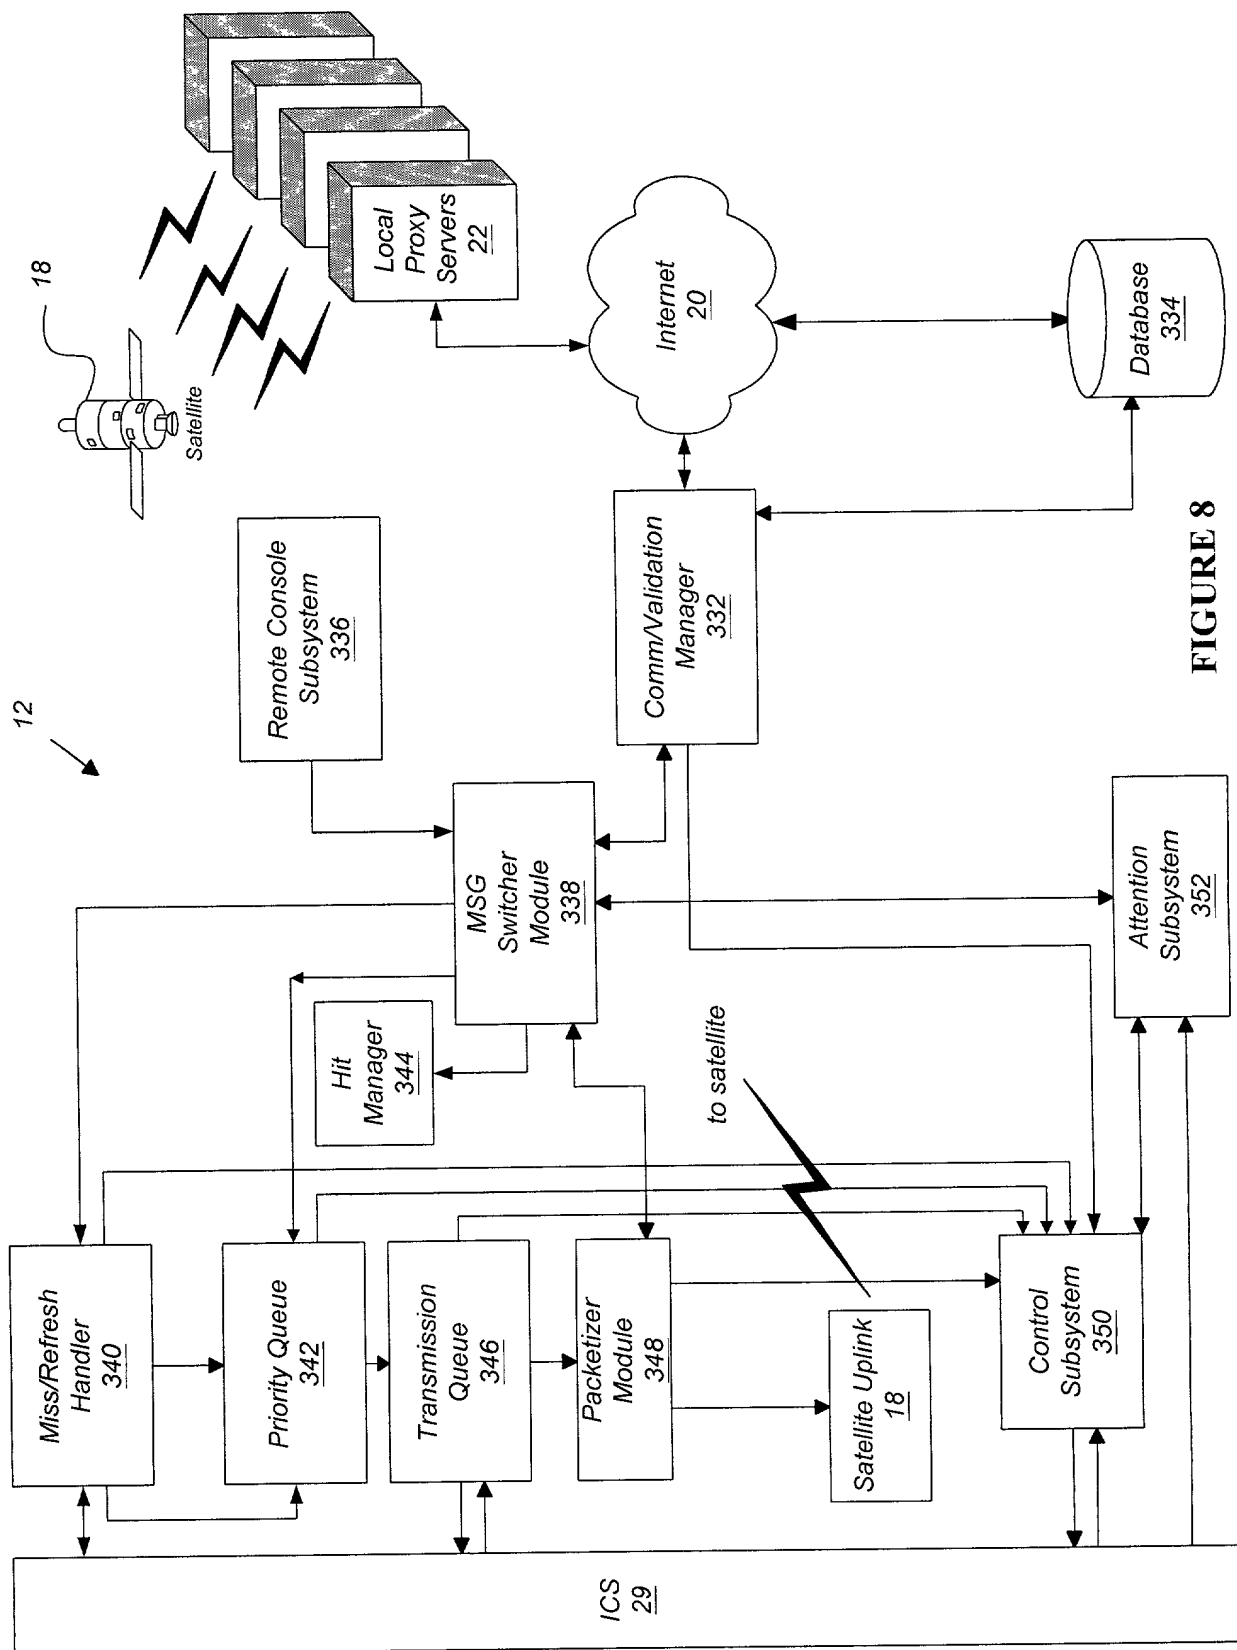 12
18
Satellite
Local
Proxy
Servers
22
Remote Console
Subsystem
336
Internet
20
Comm/Validation
Manager
332
Database
334
MSG
Switcher
Module
338
Hit
Manager
344
Attention
Subsystem
352
to satellite
Miss/Refresh
Handler
340
Priority Queue
342
Transmission
Queue
346
Packetizer
Module
348
Satellite Uplink
18
Control
Subsystem
350
ICS
29
FIGURE 8